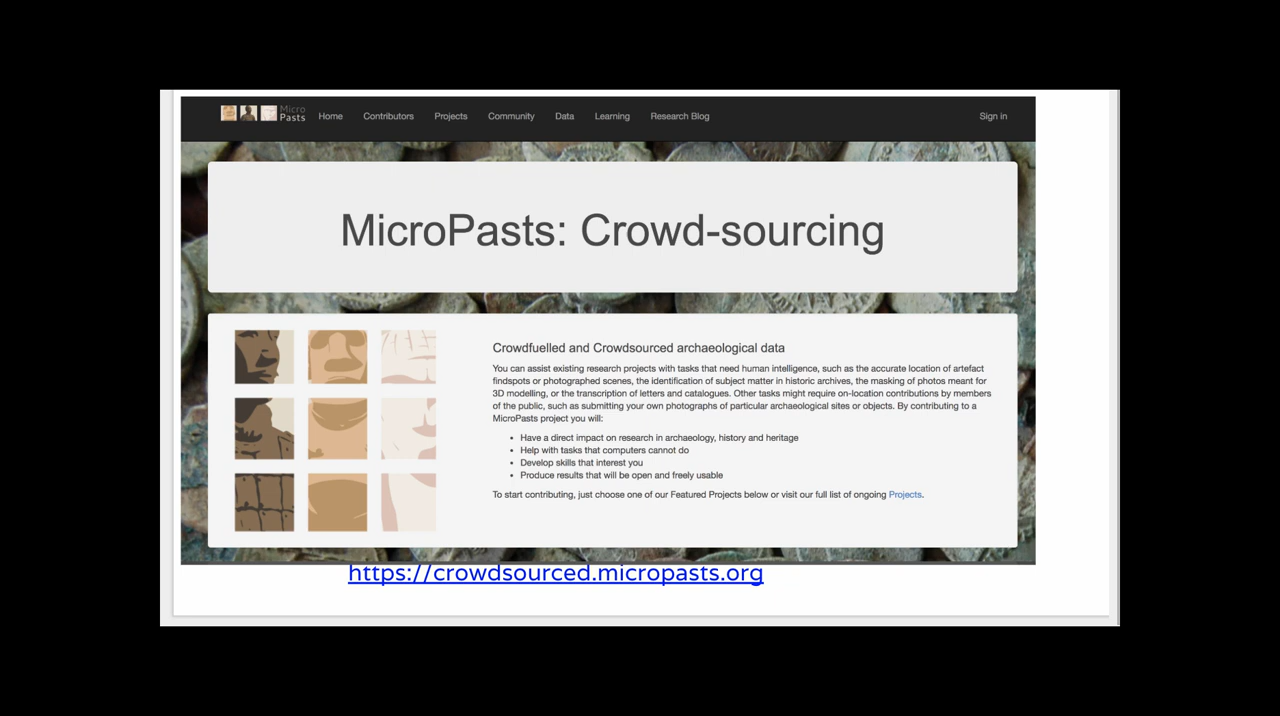 Micro
Pasts
Home Contributors Projects Community Data Learning Research Blog Sign in
MicroPasts: Crowd-sourcing
Crowdfuelled and Crowdsourced archaeological data
You can assist existing research projects with tasks that need human intelligence, such as the accurate location of artefact
findspots or photographed scenes, the identification of subject matter in historic archives, the masking of photos meant for
3D modelling, or the transcription of letters and catalogues. Other tasks might require on-location contributions by members
of the public, such as submitting your own photographs of particular archaeological sites or objects. By contributing to a
MicroPasts project you will:
• Have a direct impact on research in archaeology, history and heritage
• Help with tasks that computers cannot do
• Develop skills that interest you
• Produce results that will be open and freely usable
To start contributing, just choose one of our Featured Projects below or visit our full list of ongoing Projects.
https://crowdsourced.micropasts.org